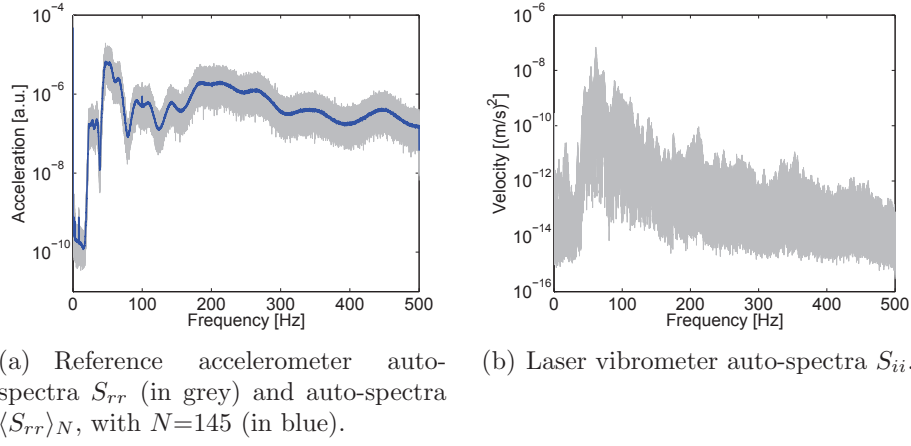 10⁻⁴
10⁻⁶
10⁻⁸
10⁻¹⁰
Acceleration [a.u.]
0 100 200 300 400 500
Frequency [Hz]
10⁻⁶
10⁻⁸
10⁻¹⁰
10⁻¹²
10⁻¹⁴
10⁻¹⁶
Velocity [(m/s)²]
0 100 200 300 400 500
Frequency [Hz]
(a) Reference accelerometer auto-
spectra Sᵣᵣ (in grey) and auto-spectra
⟨Sᵣᵣ⟩_N, with N=145 (in blue).
(b) Laser vibrometer auto-spectra Sᵢᵢ.